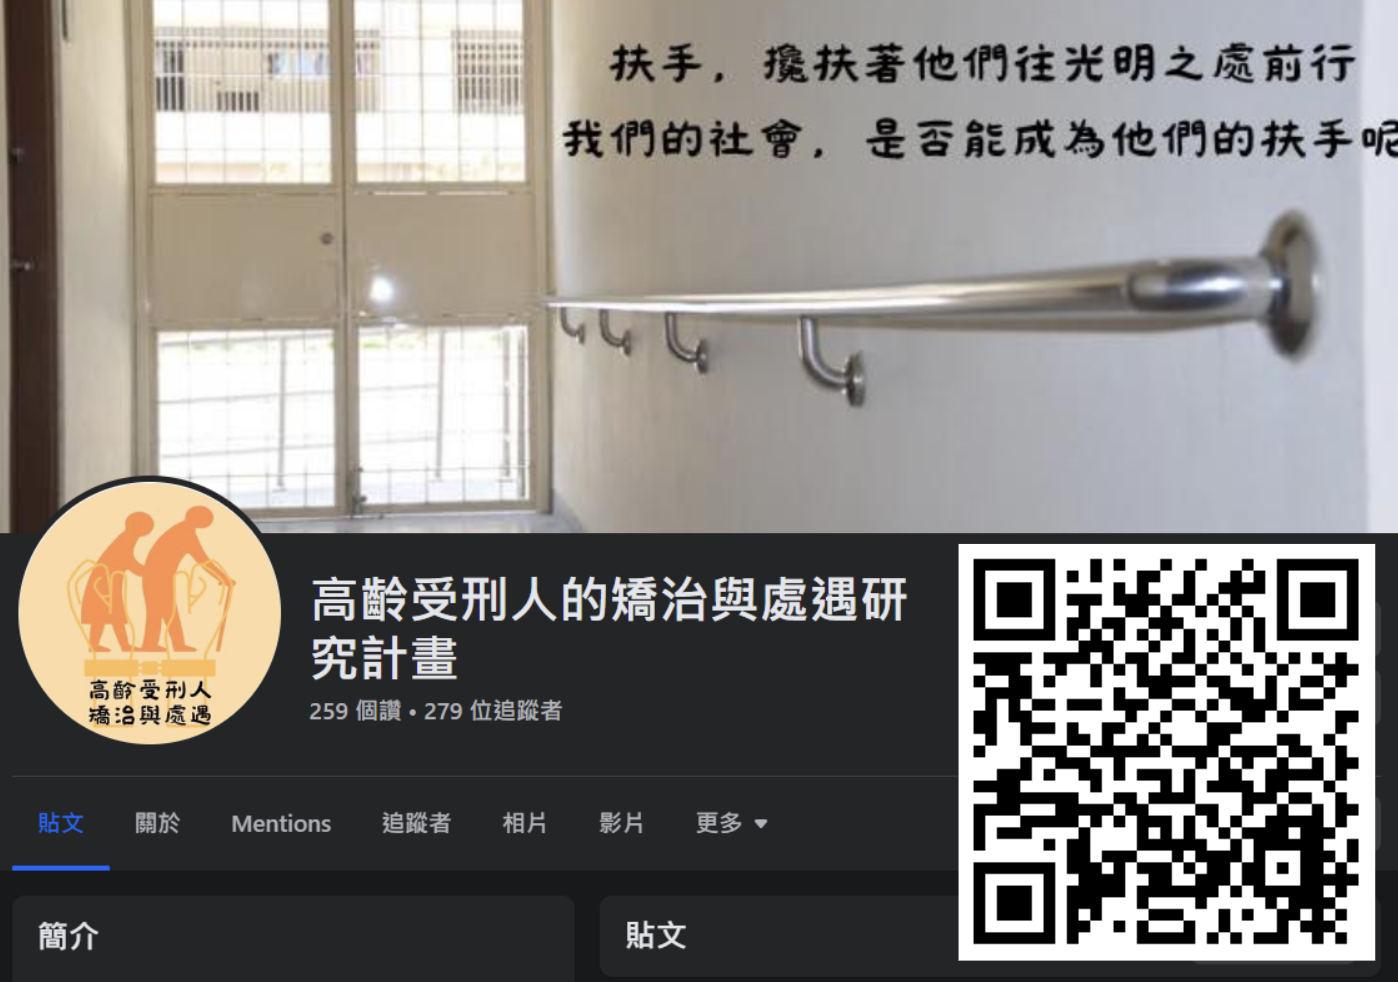 扶手，攙扶著他們往光明之處前行
我們的社會，是否能成為他們的扶手呢
高齡受刑人
矯治與處遇
高齡受刑人的矯治與處遇研
究計畫
259 個讚 • 279 位追蹤者
貼文
關於
Mentions
追蹤者
相片
影片
更多
簡介
貼文